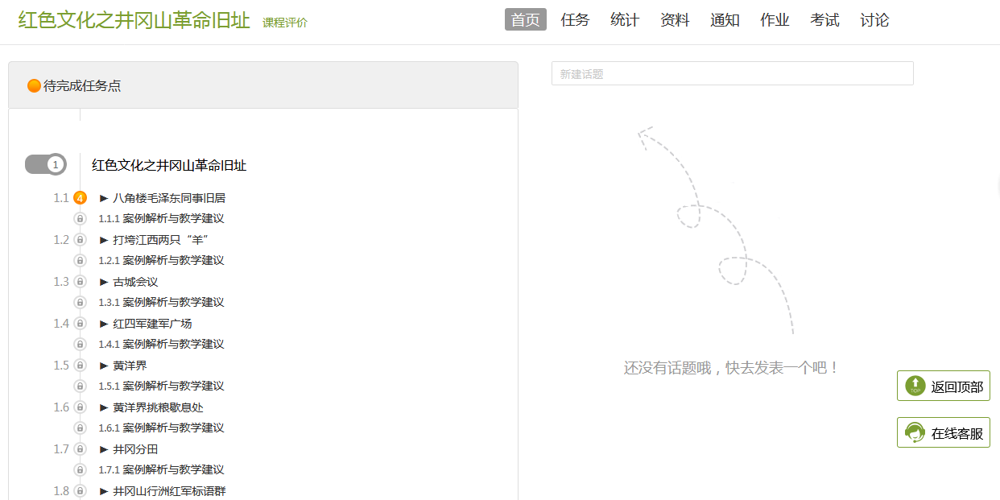 红色文化之井冈山革命旧址 课程评价
首页 任务 统计 资料 通知 作业 考试 讨论
待完成任务点
1 红色文化之井冈山革命旧址
1.1 4 ► 八角楼毛泽东同事旧居
1.1.1 案例解析与教学建议
1.2 ► 打垮江西两只“羊”
1.2.1 案例解析与教学建议
1.3 ► 古城会议
1.3.1 案例解析与教学建议
1.4 ► 红四军建军广场
1.4.1 案例解析与教学建议
1.5 ► 黄洋界
1.5.1 案例解析与教学建议
1.6 ► 黄洋界挑粮歇息处
1.6.1 案例解析与教学建议
1.7 ► 井冈分田
1.7.1 案例解析与教学建议
1.8 ► 井冈山行洲红军标语群
新建话题
还没有话题哦，快去发表一个吧！
TOP 返回顶部
在线客服